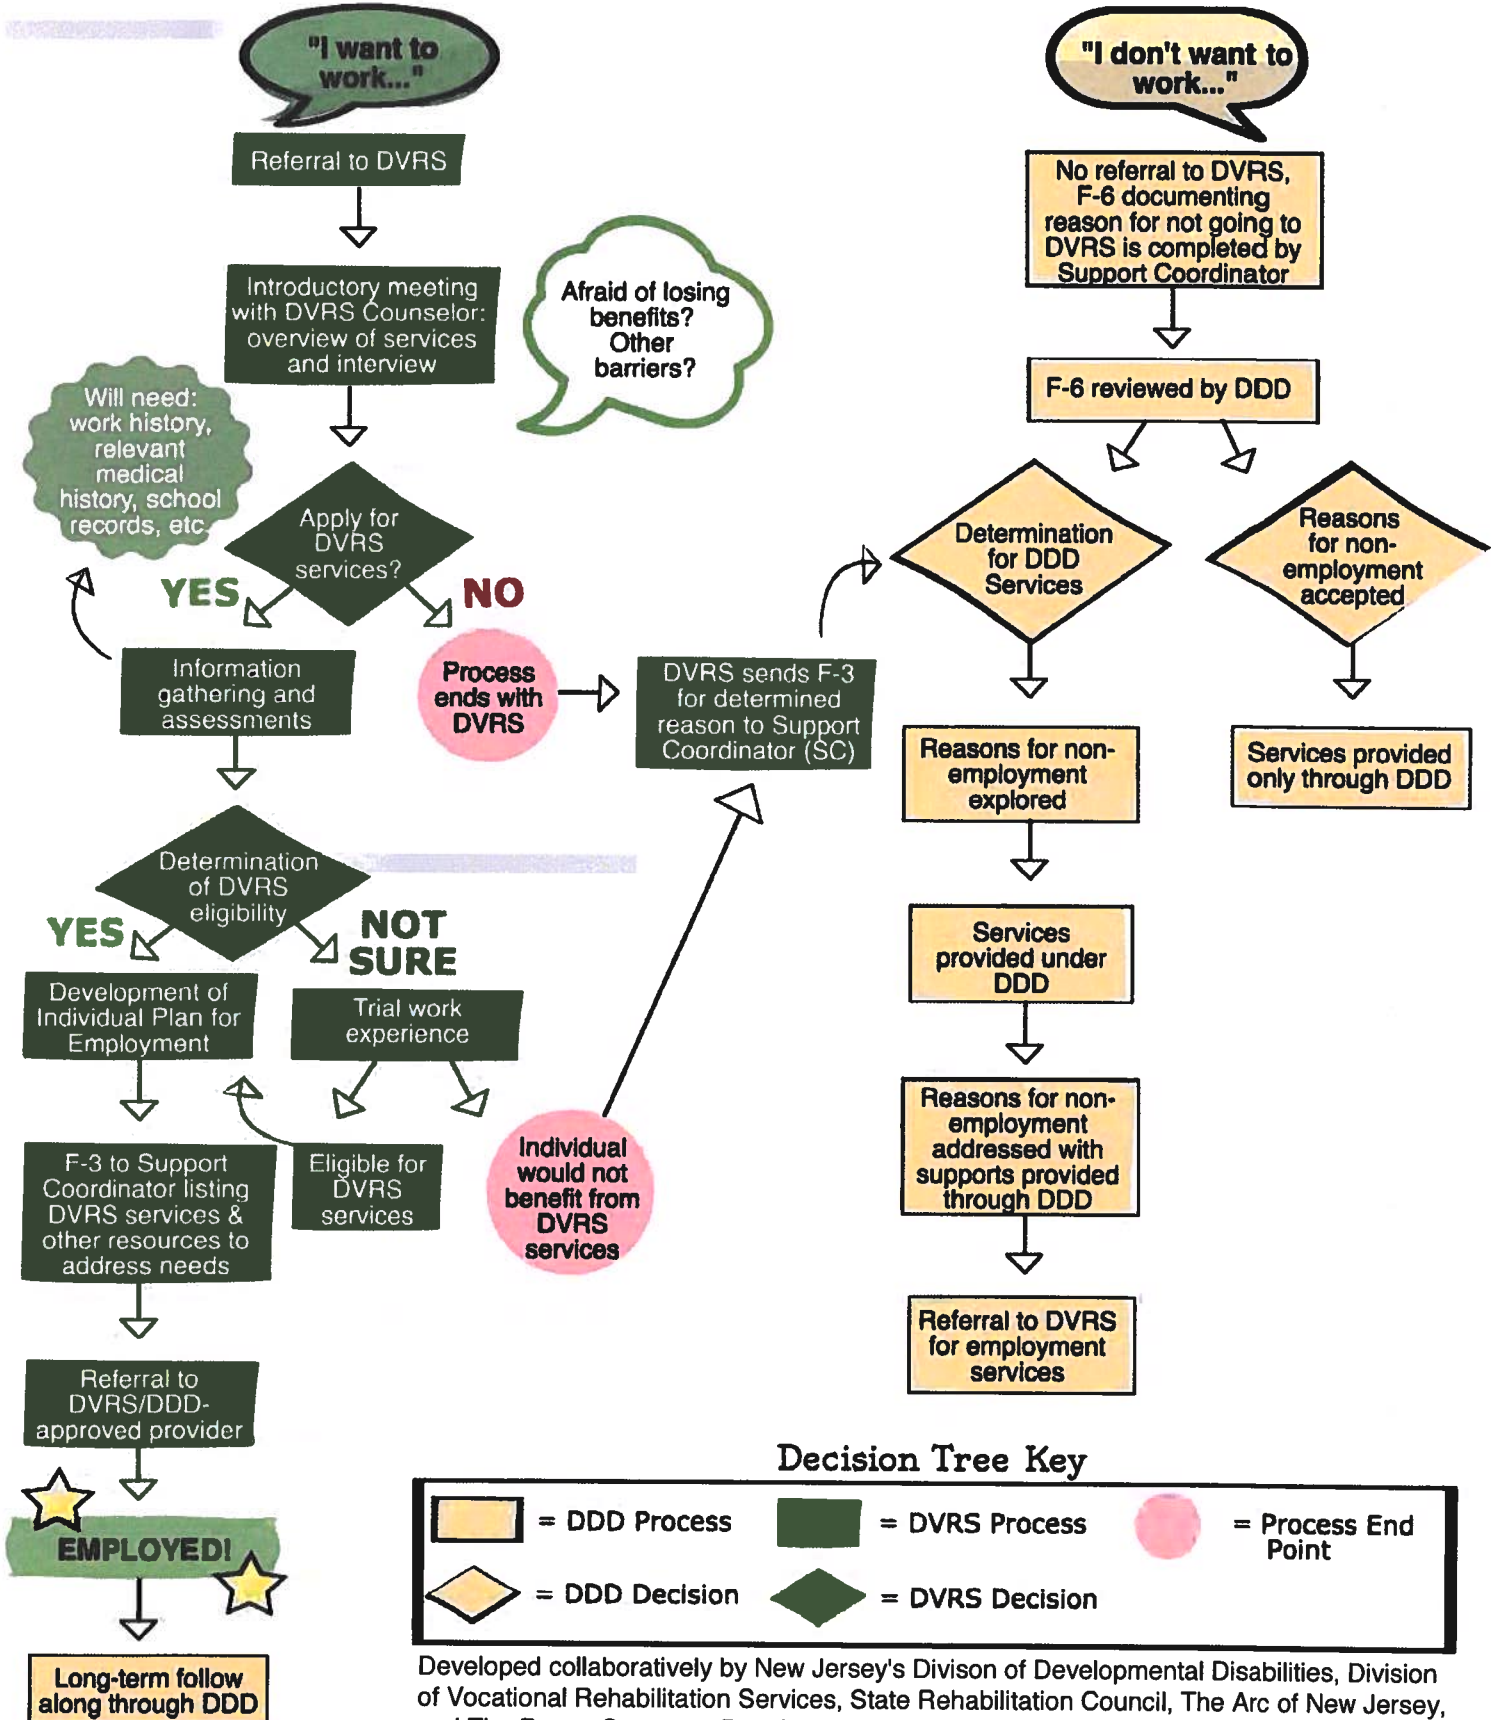 "I want to
work..."
Referral to DVRS
Introductory meeting
with DVRS Counselor:
overview of services
and interview
Afraid of losing
benefits?
Other
barriers?
Will need:
work history,
relevant
medical
history, school
records, etc.
Apply for
DVRS
services?
YES
NO
Information
gathering and
assessments
Process
ends with
DVRS
DVRS sends F-3
for determined
reason to Support
Coordinator (SC)
Determination
of DVRS
eligibility
YES
NOT
SURE
Development of
Individual Plan for
Employment
Trial work
experience
F-3 to Support
Coordinator listing
DVRS services &
other resources to
address needs
Eligible for
DVRS
services
Individual
would not
benefit from
DVRS
services
Referral to
DVRS/DDD-
approved provider
EMPLOYED!
Long-term follow
along through DDD
"I don't want to
work..."
No referral to DVRS,
F-6 documenting
reason for not going to
DVRS is completed by
Support Coordinator
F-6 reviewed by DDD
Determination
for DDD
Services
Reasons
for non-
employment
accepted
Reasons for non-
employment
explored
Services provided
only through DDD
Services
provided under
DDD
Reasons for non-
employment
addressed with
supports provided
through DDD
Referral to DVRS
for employment
services
Decision Tree Key
= DDD Process
= DVRS Process
= Process End
Point
= DDD Decision
= DVRS Decision
Developed collaboratively by New Jersey's Divison of Developmental Disabilities, Division
of Vocational Rehabilitation Services, State Rehabilitation Council, The Arc of New Jersey,